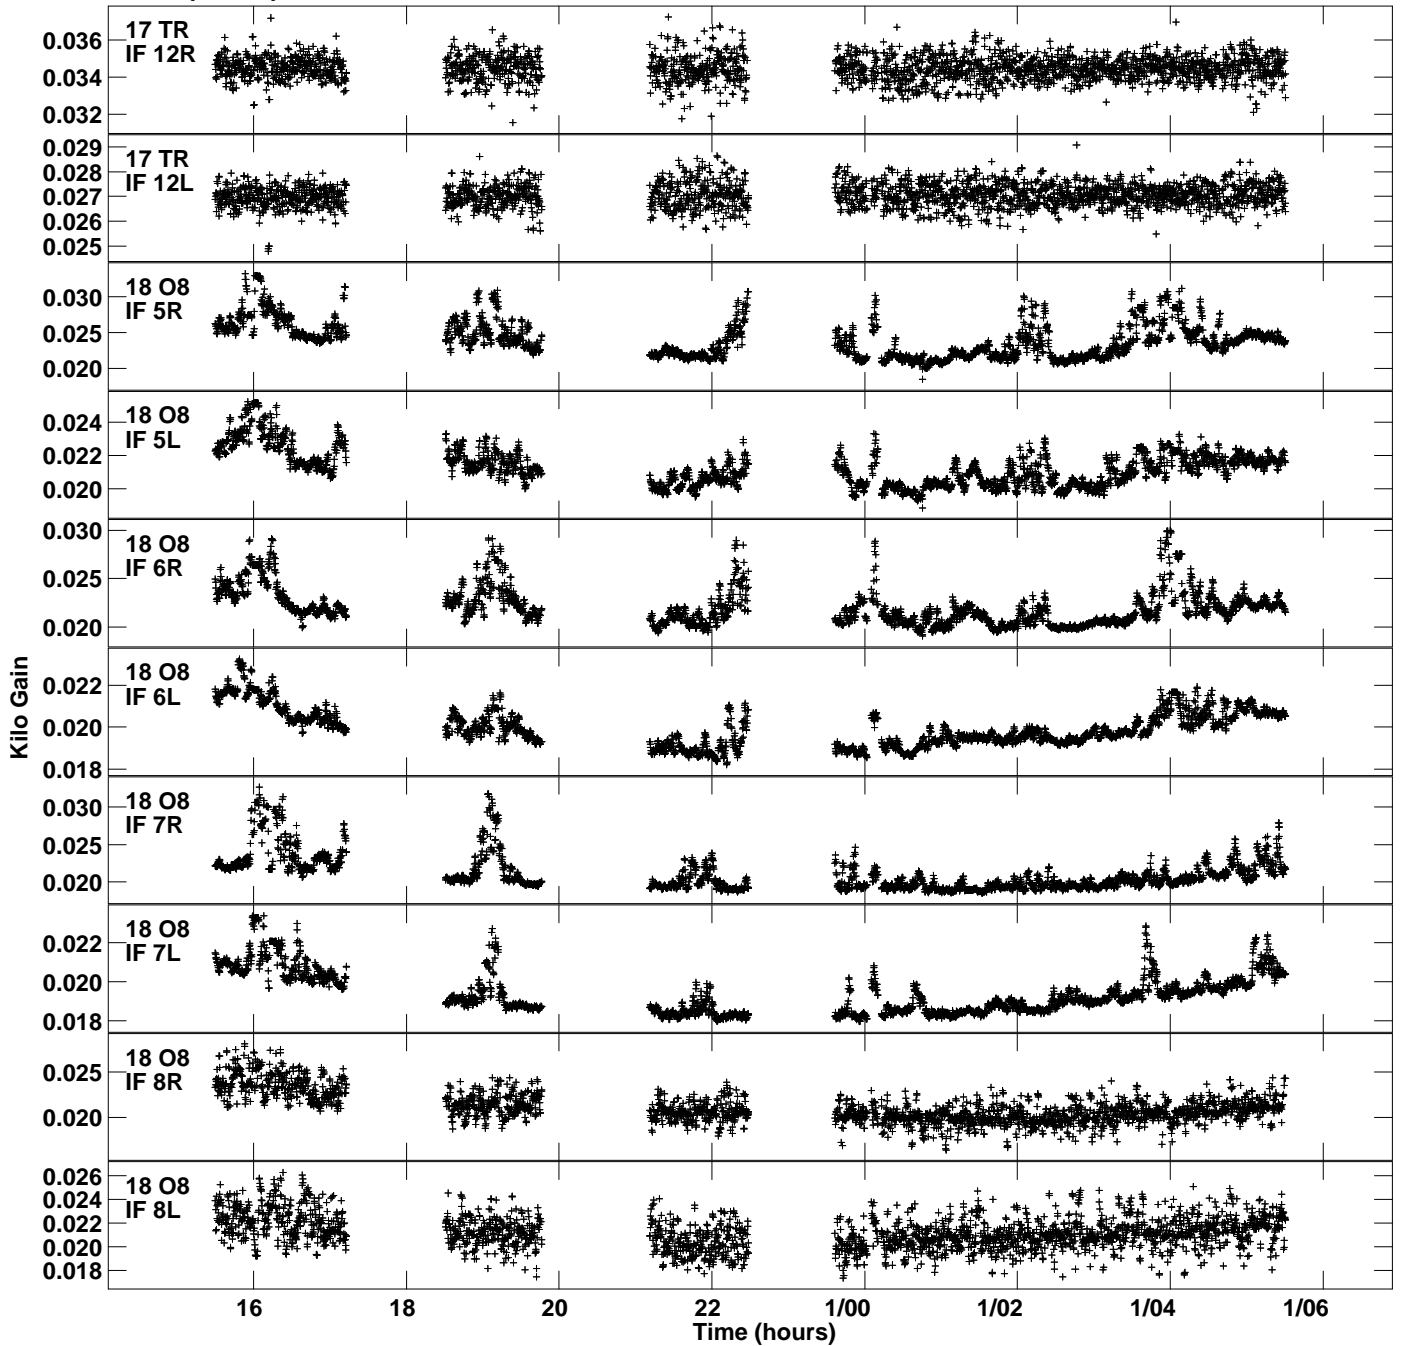 17 TR
IF 12R
0.036
0.034
0.032
17 TR
IF 12L
0.029
0.028
0.027
0.026
0.025
18 O8
IF 5R
0.030
0.025
0.020
18 O8
IF 5L
0.024
0.022
0.020
18 O8
IF 6R
0.030
0.025
0.020
18 O8
IF 6L
0.022
0.020
0.018
18 O8
IF 7R
0.030
0.025
0.020
18 O8
IF 7L
0.022
0.020
0.018
18 O8
IF 8R
0.025
0.020
18 O8
IF 8L
0.026
0.024
0.022
0.020
0.018
Kilo Gain
16 18 20 22 1/00 1/02 1/04 1/06
Time (hours)